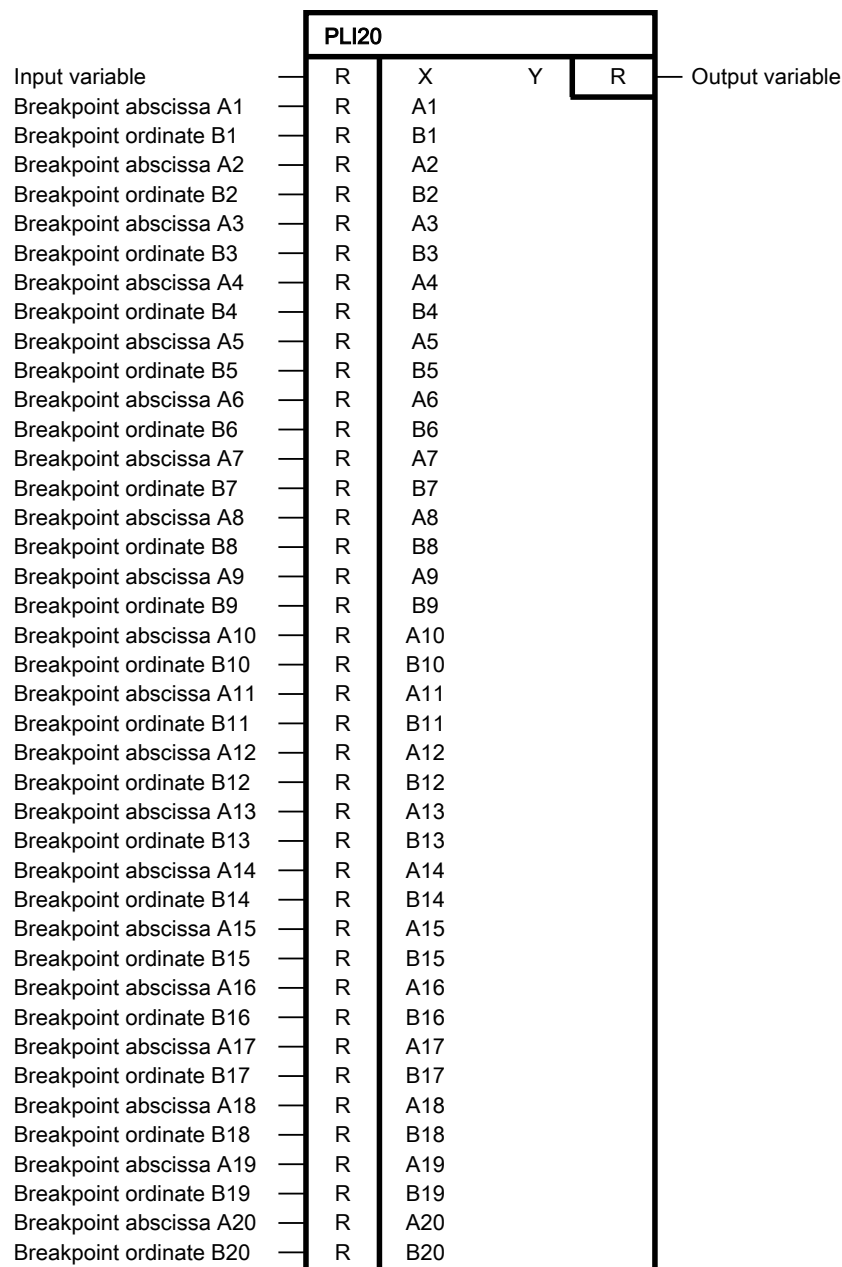 PLI20
Input variable R X Y R Output variable
Breakpoint abscissa A1 R A1
Breakpoint ordinate B1 R B1
Breakpoint abscissa A2 R A2
Breakpoint ordinate B2 R B2
Breakpoint abscissa A3 R A3
Breakpoint ordinate B3 R B3
Breakpoint abscissa A4 R A4
Breakpoint ordinate B4 R B4
Breakpoint abscissa A5 R A5
Breakpoint ordinate B5 R B5
Breakpoint abscissa A6 R A6
Breakpoint ordinate B6 R B6
Breakpoint abscissa A7 R A7
Breakpoint ordinate B7 R B7
Breakpoint abscissa A8 R A8
Breakpoint ordinate B8 R B8
Breakpoint abscissa A9 R A9
Breakpoint ordinate B9 R B9
Breakpoint abscissa A10 R A10
Breakpoint ordinate B10 R B10
Breakpoint abscissa A11 R A11
Breakpoint ordinate B11 R B11
Breakpoint abscissa A12 R A12
Breakpoint ordinate B12 R B12
Breakpoint abscissa A13 R A13
Breakpoint ordinate B13 R B13
Breakpoint abscissa A14 R A14
Breakpoint ordinate B14 R B14
Breakpoint abscissa A15 R A15
Breakpoint ordinate B15 R B15
Breakpoint abscissa A16 R A16
Breakpoint ordinate B16 R B16
Breakpoint abscissa A17 R A17
Breakpoint ordinate B17 R B17
Breakpoint abscissa A18 R A18
Breakpoint ordinate B18 R B18
Breakpoint abscissa A19 R A19
Breakpoint ordinate B19 R B19
Breakpoint abscissa A20 R A20
Breakpoint ordinate B20 R B20